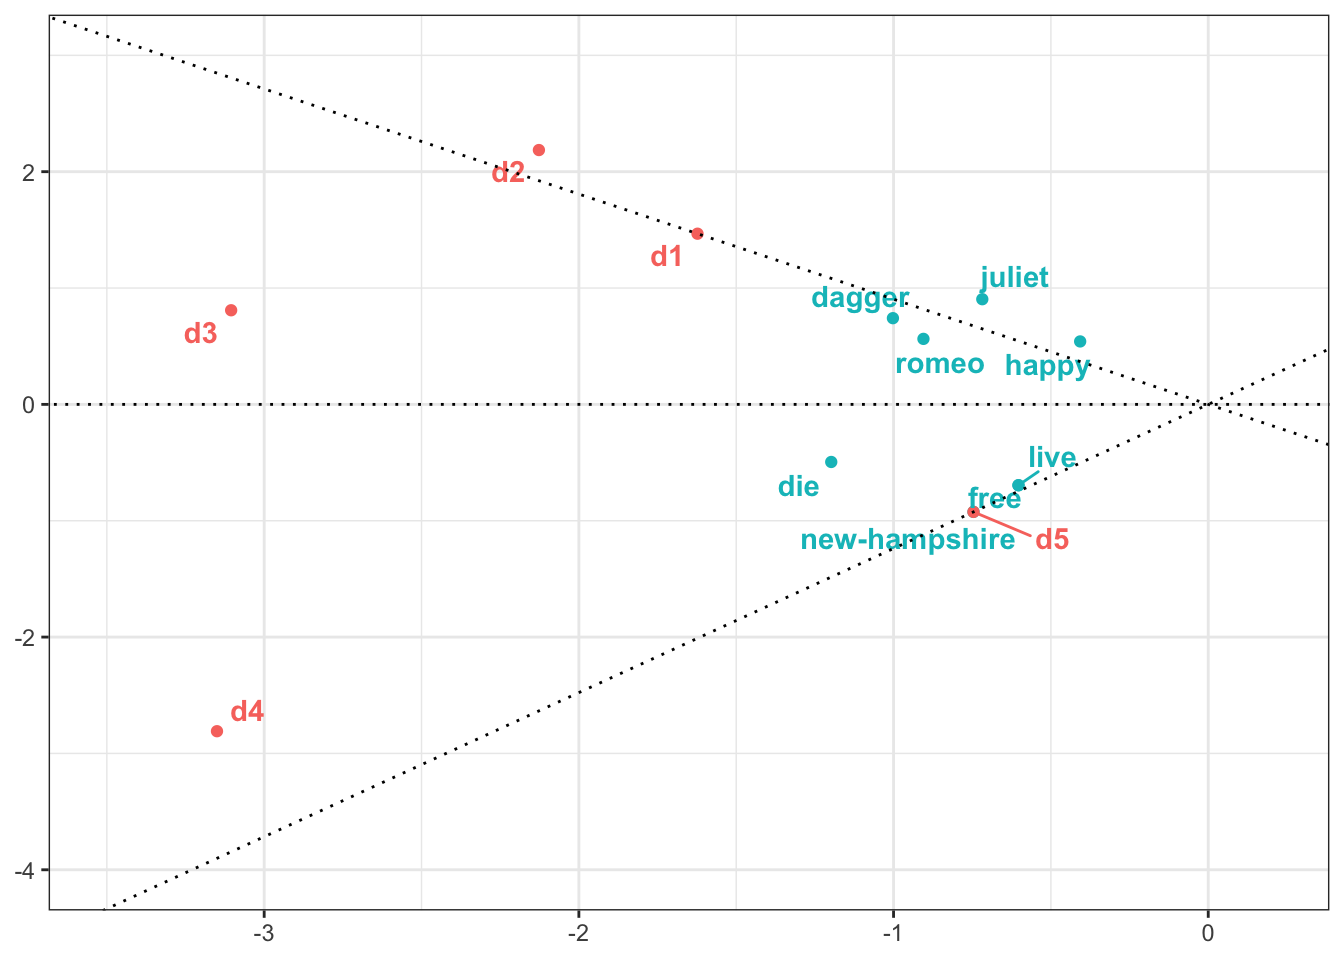 2
0
-2
-4
d2
d1
juliet
dagger
d3
romeo
happy
live
die
free
new-hampshire
d5
d4
-3
-2
-1
0